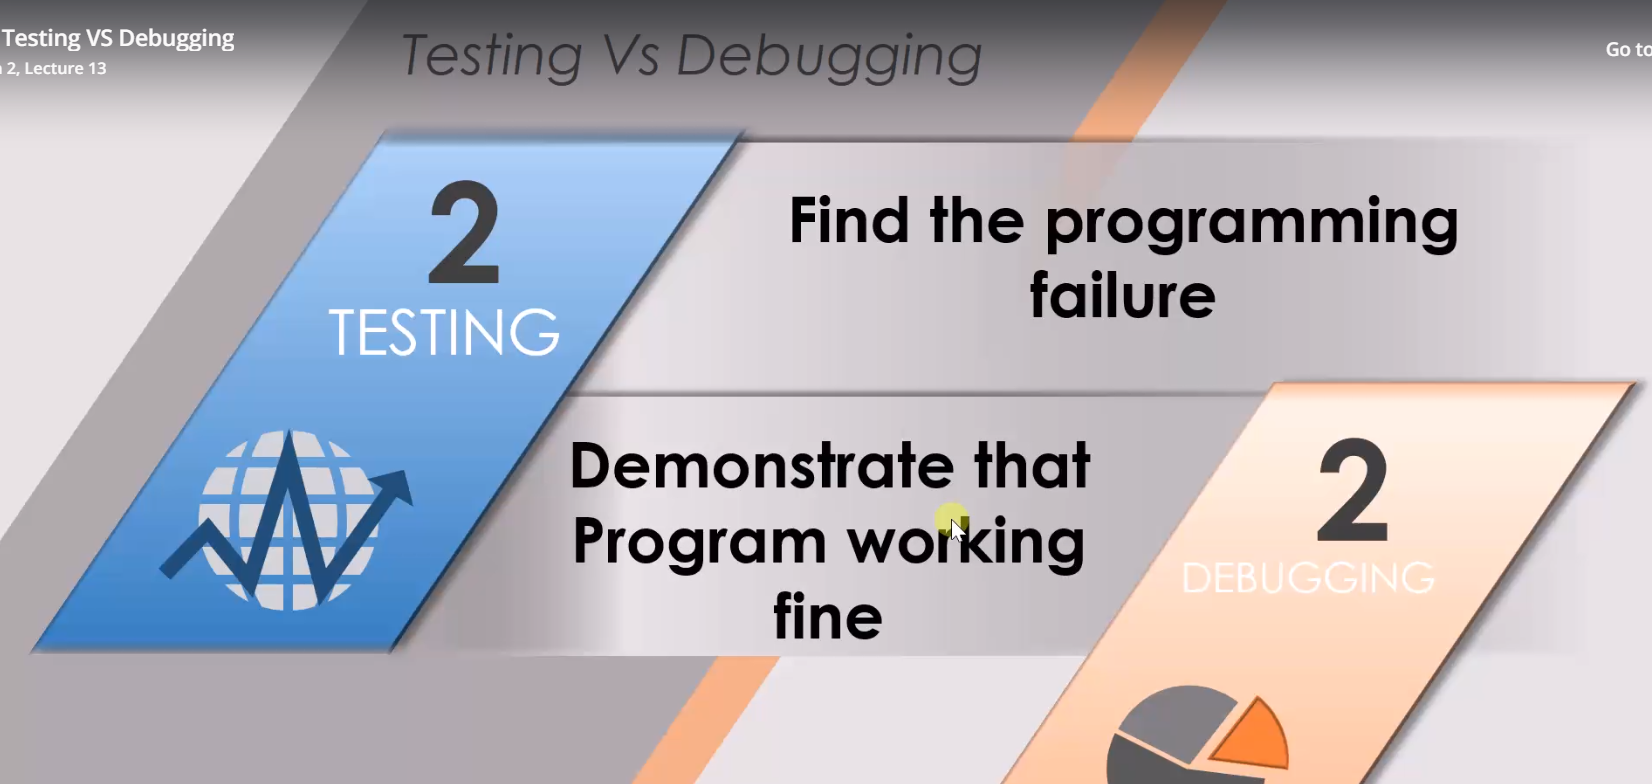 Testing VS Debugging
2, Lecture 13
Go to
Testing Vs Debugging
2
TESTING
Find the programming
failure
Demonstrate that
Program working
fine
2
DEBUGGING